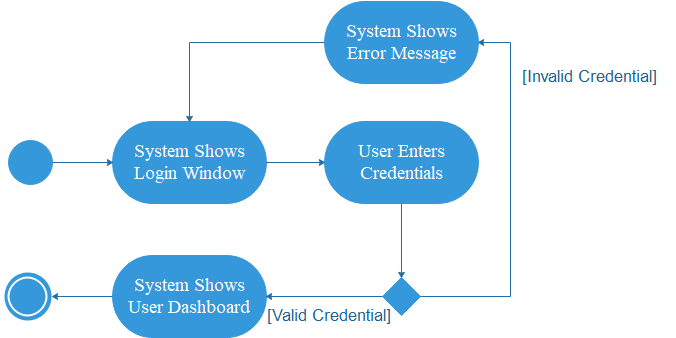 System Shows
Error Message
[Invalid Credential]
System Shows
Login Window
User Enters
Credentials
System Shows
User Dashboard
[Valid Credential]